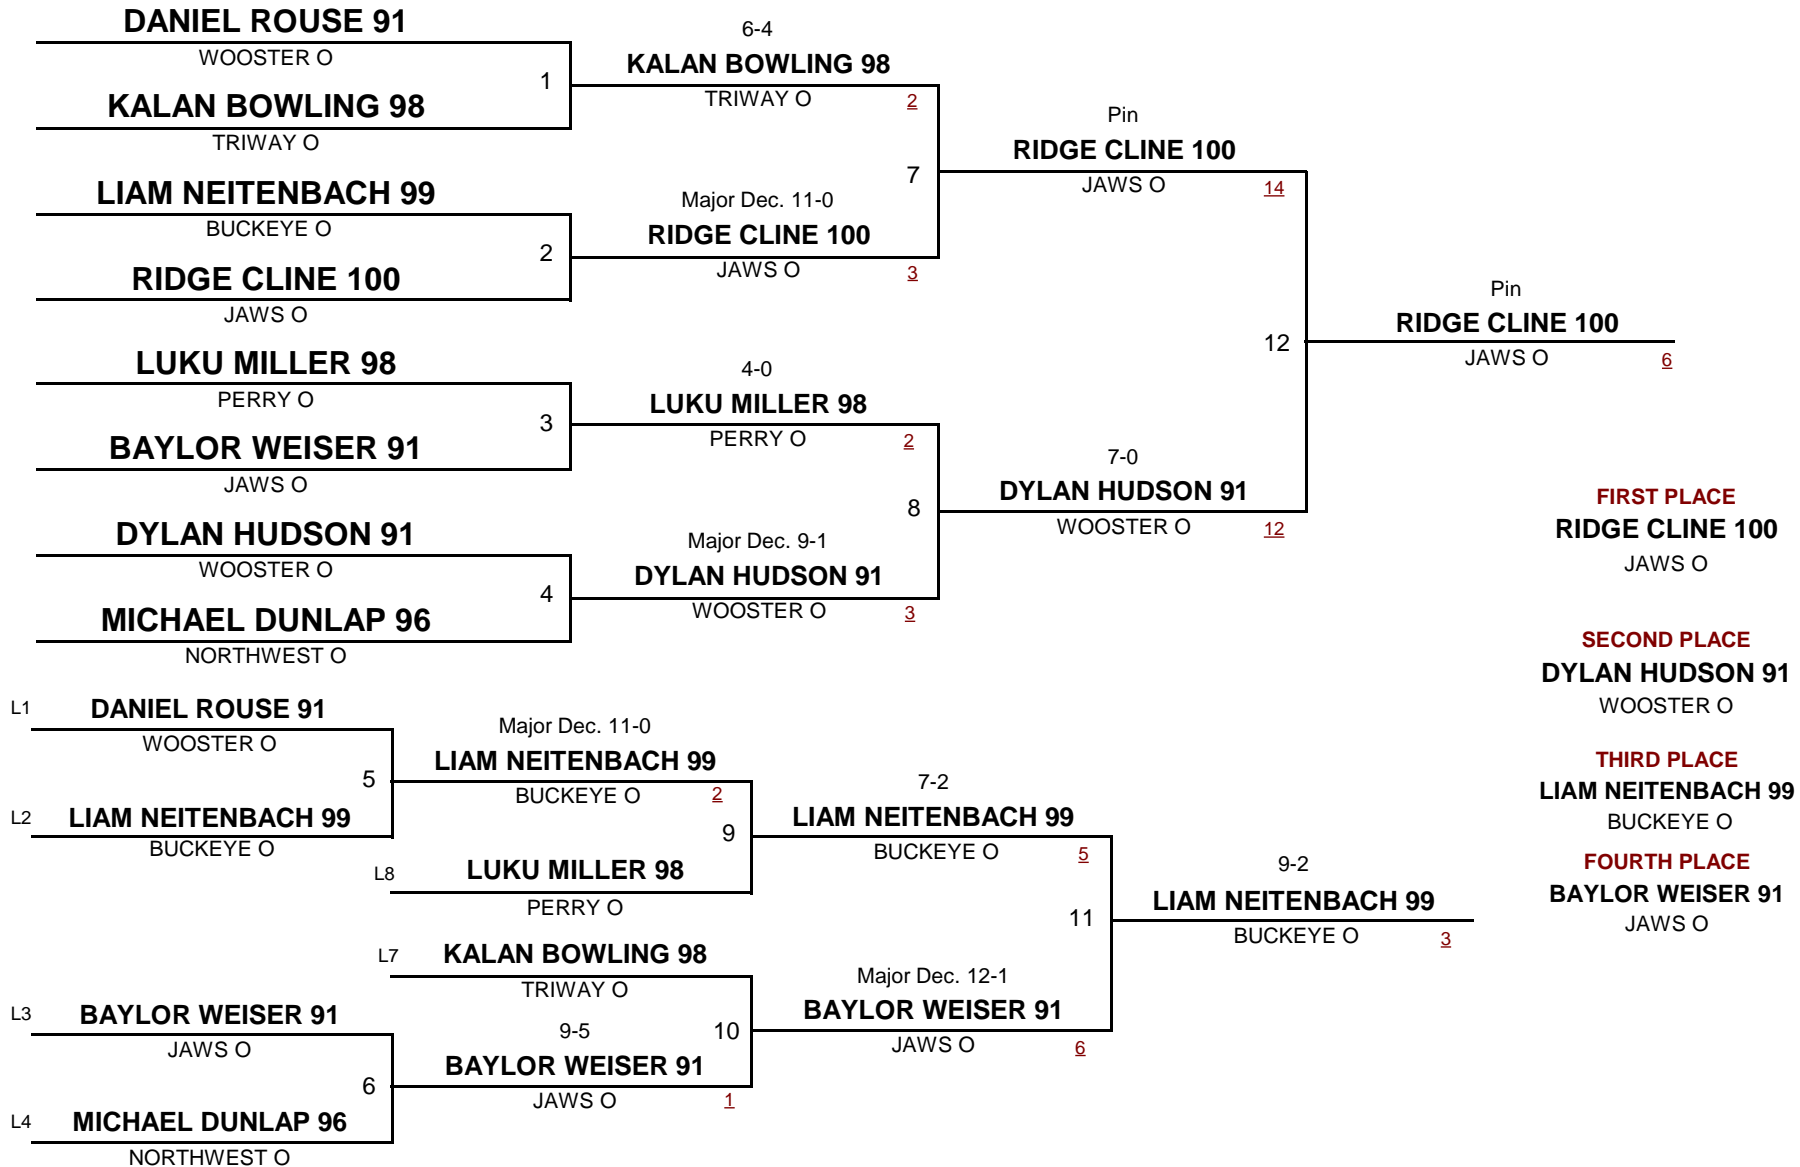 DANIEL ROUSE 91
WOOSTER O
1
KALAN BOWLING 98
TRIWAY O
LIAM NEITENBACH 99
BUCKEYE O
2
RIDGE CLINE 100
JAWS O
LUKU MILLER 98
PERRY O
3
BAYLOR WEISER 91
JAWS O
DYLAN HUDSON 91
WOOSTER O
4
MICHAEL DUNLAP 96
NORTHWEST O
6-4
KALAN BOWLING 98
TRIWAY O 2
7
Major Dec. 11-0
RIDGE CLINE 100
JAWS O 3
4-0
LUKU MILLER 98
PERRY O 2
8
Major Dec. 9-1
DYLAN HUDSON 91
WOOSTER O 3
Pin
RIDGE CLINE 100
JAWS O 14
12
7-0
DYLAN HUDSON 91
WOOSTER O 12
Pin
RIDGE CLINE 100
JAWS O 6
FIRST PLACE
RIDGE CLINE 100
JAWS O
SECOND PLACE
DYLAN HUDSON 91
WOOSTER O
THIRD PLACE
LIAM NEITENBACH 99
BUCKEYE O
FOURTH PLACE
BAYLOR WEISER 91
JAWS O
L1 DANIEL ROUSE 91
WOOSTER O
5
L2 LIAM NEITENBACH 99
BUCKEYE O
Major Dec. 11-0
LIAM NEITENBACH 99
BUCKEYE O 2
9
L8 LUKU MILLER 98
PERRY O
L7 KALAN BOWLING 98
TRIWAY O
L3 BAYLOR WEISER 91
JAWS O
6
L4 MICHAEL DUNLAP 96
NORTHWEST O
9-5
10
BAYLOR WEISER 91
JAWS O 1
7-2
LIAM NEITENBACH 99
BUCKEYE O 5
11
Major Dec. 12-1
BAYLOR WEISER 91
JAWS O 6
9-2
LIAM NEITENBACH 99
BUCKEYE O 3